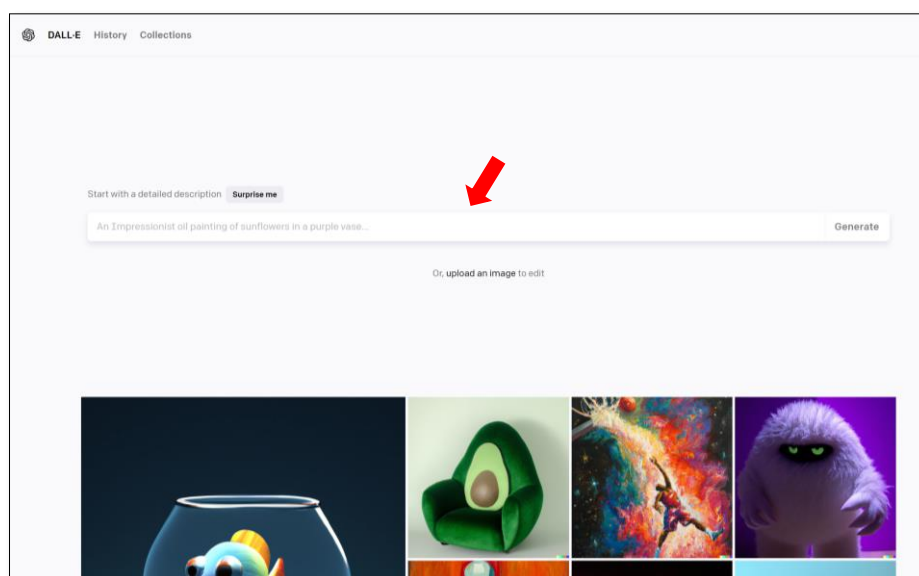 DALL·E History Collections
Start with a detailed description Surprise me
An Impressionist oil painting of sunflowers in a purple vase... Generate
Or, upload an image to edit